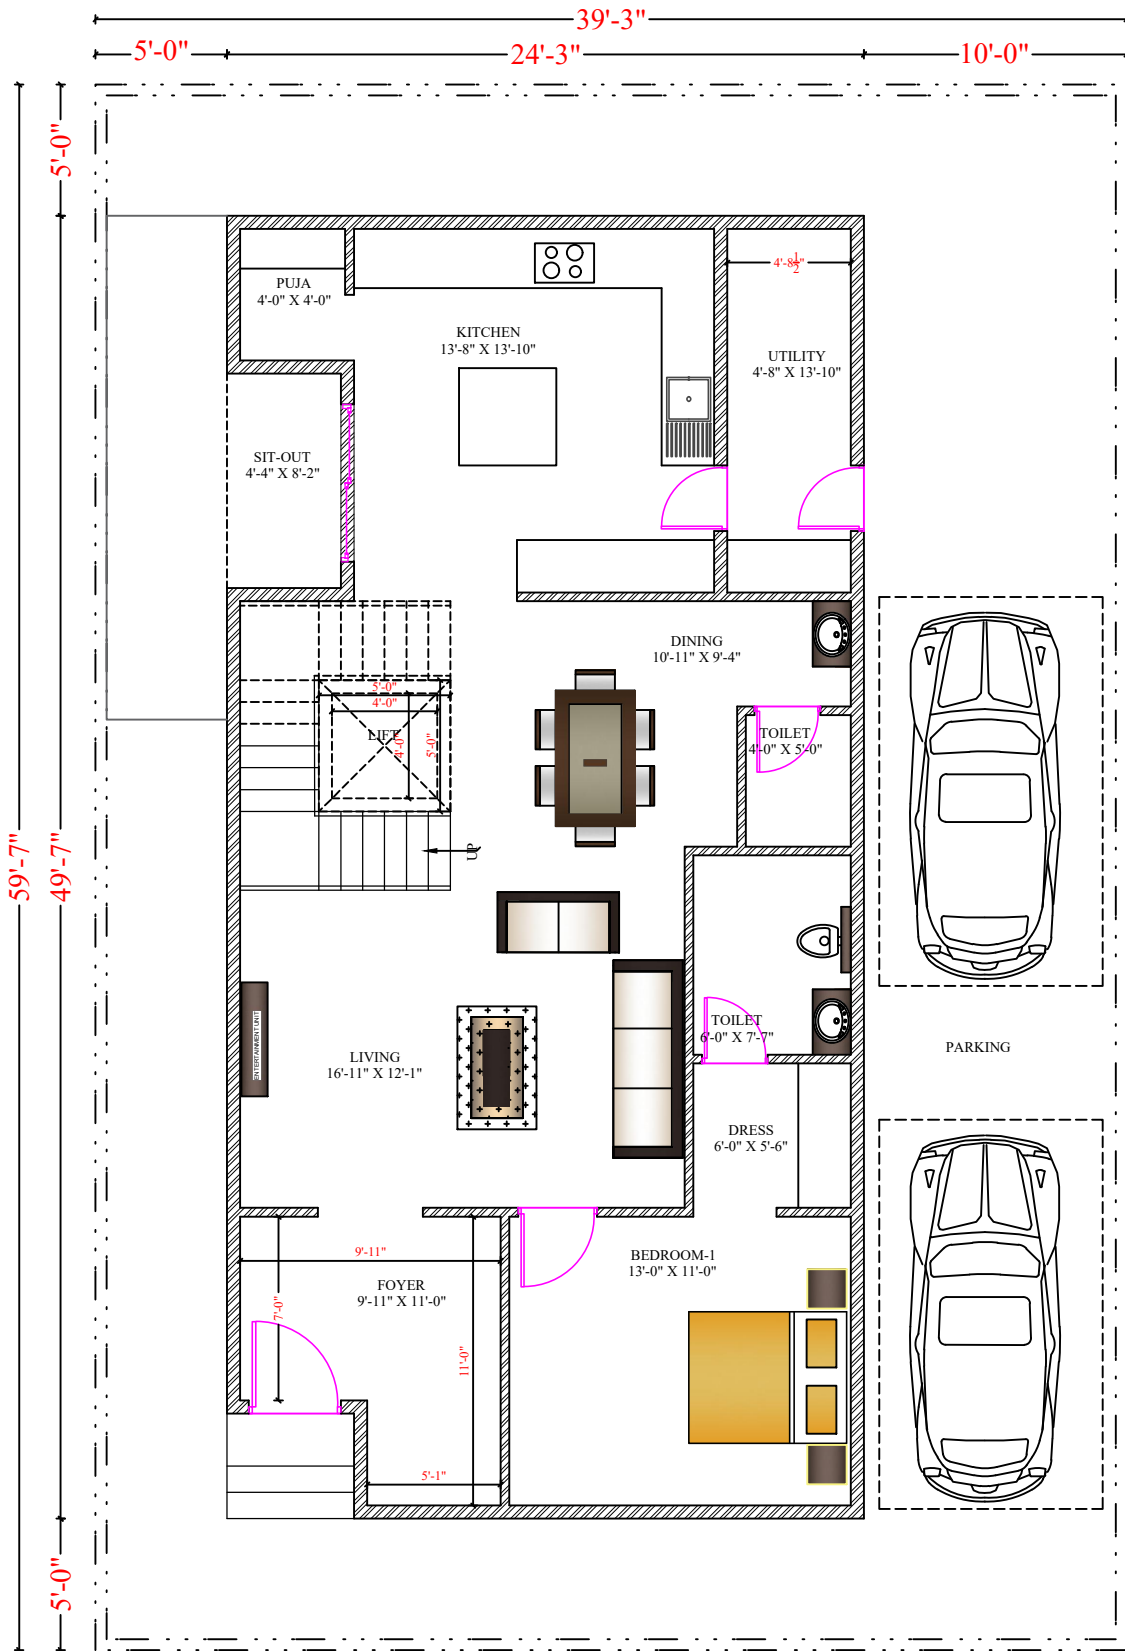 39'-3"
5'-0"
24'-3"
10'-0"
5'-0"
59'-7"
49'-7"
5'-0"
PUJA
4'-0" X 4'-0"
KITCHEN
13'-8" X 13'-10"
4'-8 1/2"
UTILITY
4'-8" X 13'-10"
SIT-OUT
4'-4" X 8'-2"
DINING
10'-11" X 9'-4"
5'-0"
4'-0"
LIFT
4'-0"
5'-0"
TOILET
4'-0" X 5'-0"
UP
ENTERTAINMENT UNIT
LIVING
16'-11" X 12'-1"
TOILET
6'-0" X 7'-7"
PARKING
DRESS
6'-0" X 5'-6"
9'-11"
FOYER
9'-11" X 11'-0"
7'-0"
11'-0"
5'-1"
BEDROOM-1
13'-0" X 11'-0"